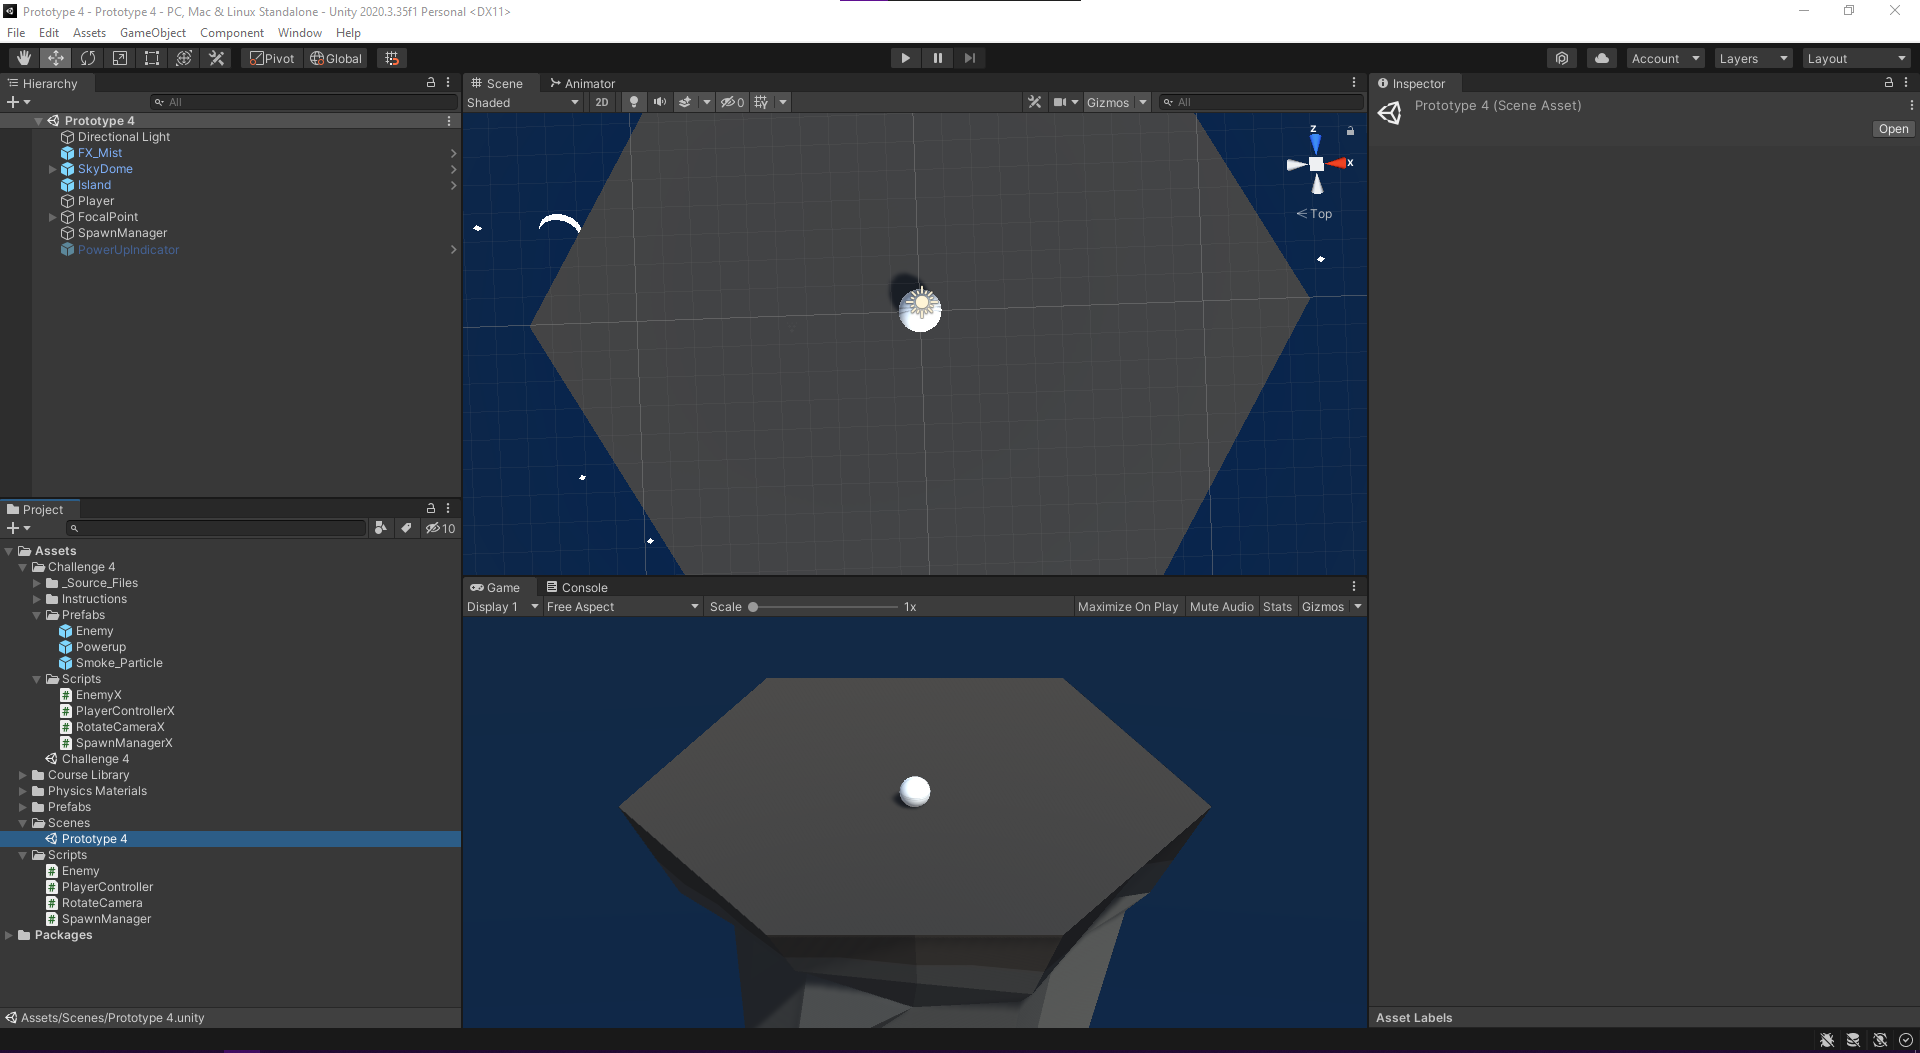 Prototype 4 - Prototype 4 - PC, Mac & Linux Standalone - Unity 2020.3.35f1 Personal <DX11>
File Edit Assets GameObject Component Window Help
Pivot Global Account Layers Layout
Hierarchy
All
Prototype 4
Directional Light
FX_Mist
SkyDome
Island
Player
FocalPoint
SpawnManager
PowerUpIndicator
Project
10
Assets
Challenge 4
_Source_Files
Instructions
Prefabs
Enemy
Powerup
Smoke_Particle
Scripts
EnemyX
PlayerControllerX
RotateCameraX
SpawnManagerX
Challenge 4
Course Library
Physics Materials
Prefabs
Scenes
Prototype 4
Scripts
Enemy
PlayerController
RotateCamera
SpawnManager
Packages
Assets/Scenes/Prototype 4.unity
Scene Animator
Shaded 2D 0 Gizmos All
z
x
Top
Game Console
Display 1 Free Aspect Scale 1x Maximize On Play Mute Audio Stats Gizmos
Inspector
Prototype 4 (Scene Asset)
Open
Asset Labels